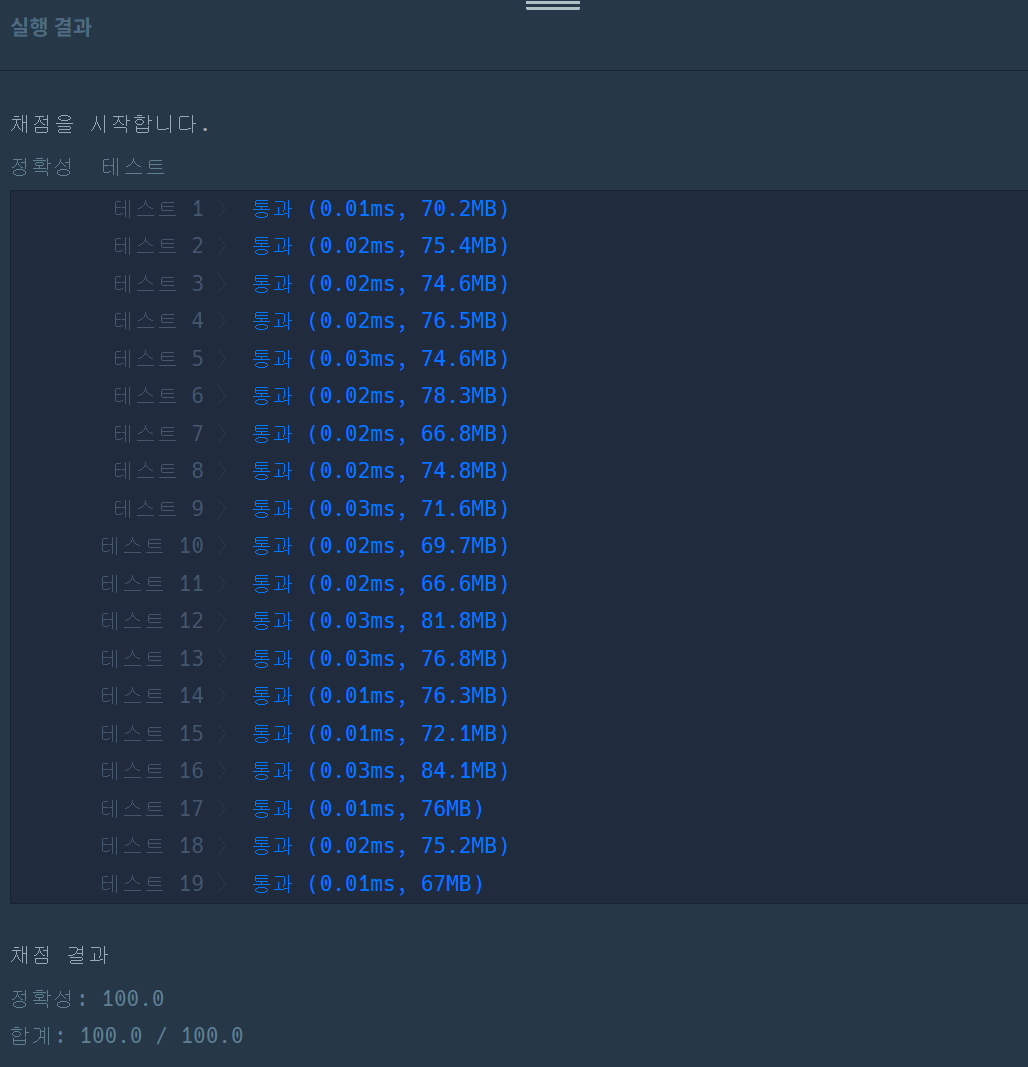 실행 결과
채점을 시작합니다.
정확성 테스트
테스트 1 〉 통과 (0.01ms, 70.2MB)
테스트 2 〉 통과 (0.02ms, 75.4MB)
테스트 3 〉 통과 (0.02ms, 74.6MB)
테스트 4 〉 통과 (0.02ms, 76.5MB)
테스트 5 〉 통과 (0.03ms, 74.6MB)
테스트 6 〉 통과 (0.02ms, 78.3MB)
테스트 7 〉 통과 (0.02ms, 66.8MB)
테스트 8 〉 통과 (0.02ms, 74.8MB)
테스트 9 〉 통과 (0.03ms, 71.6MB)
테스트 10 〉 통과 (0.02ms, 69.7MB)
테스트 11 〉 통과 (0.02ms, 66.6MB)
테스트 12 〉 통과 (0.03ms, 81.8MB)
테스트 13 〉 통과 (0.03ms, 76.8MB)
테스트 14 〉 통과 (0.01ms, 76.3MB)
테스트 15 〉 통과 (0.01ms, 72.1MB)
테스트 16 〉 통과 (0.03ms, 84.1MB)
테스트 17 〉 통과 (0.01ms, 76MB)
테스트 18 〉 통과 (0.02ms, 75.2MB)
테스트 19 〉 통과 (0.01ms, 67MB)
채점 결과
정확성: 100.0
합계: 100.0 / 100.0